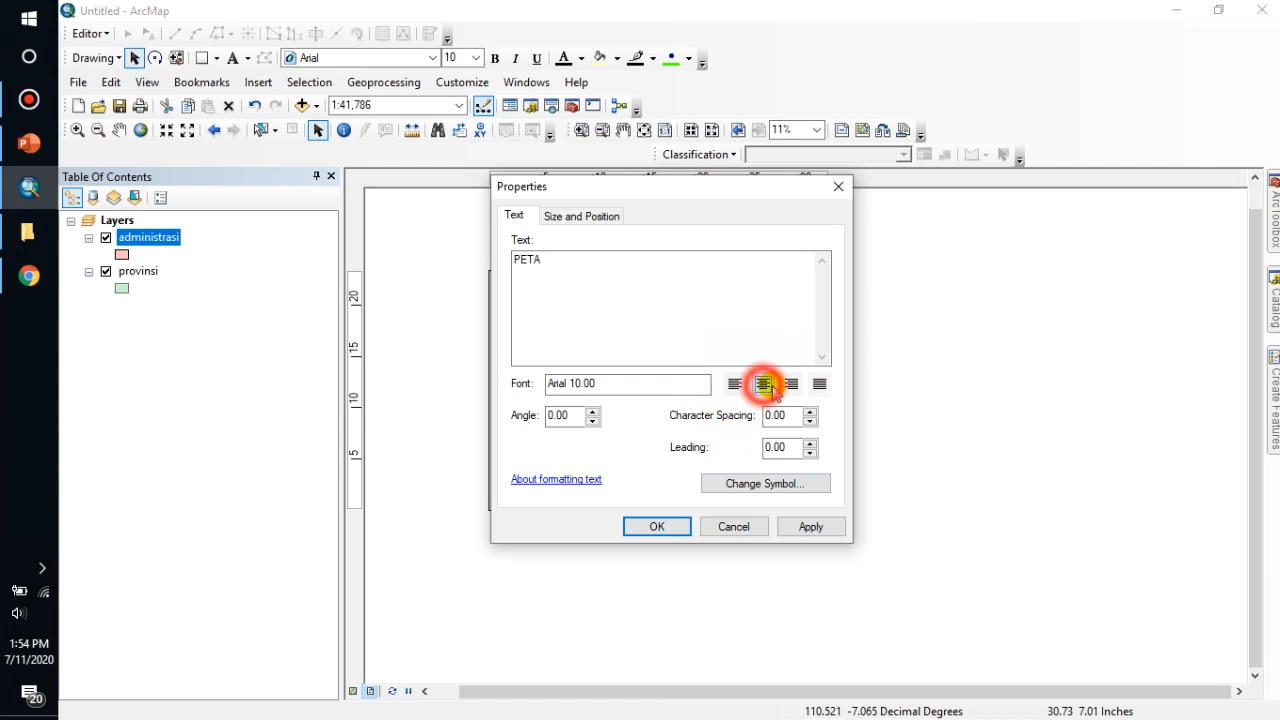 Untitled - ArcMap
Editor
Drawing
A
Arial
10
B
I
U
A
File Edit View Bookmarks Insert Selection Geoprocessing Customize Windows Help
1:41,786
11%
Classification
Table Of Contents
Layers
administrasi
provinsi
20
15
10
5
Properties
Text
Size and Position
Text:
PETA
Font: Arial 10.00
Angle: 0.00
Character Spacing: 0.00
Leading: 0.00
About formatting text
Change Symbol...
OK
Cancel
Apply
ArcToolbox
Catalog
Create Features
1:54 PM
7/11/2020
20
110.521 -7.065 Decimal Degrees
30.73 7.01 Inches